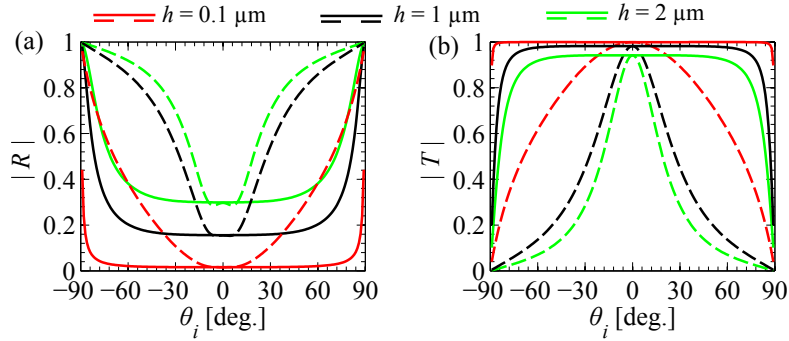 h = 0.1 µm h = 1 µm h = 2 µm
(a) (b)
| R | | T |
1 0.8 0.6 0.4 0.2 0
1 0.8 0.6 0.4 0.2 0
−90 −60 −30 0 30 60 90
−90 −60 −30 0 30 60 90
θi [deg.] θi [deg.]